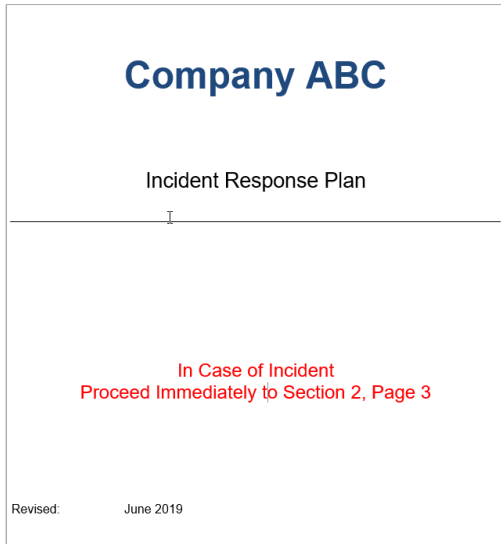 Company ABC
Incident Response Plan
In Case of Incident
Proceed Immediately to Section 2, Page 3
Revised: June 2019